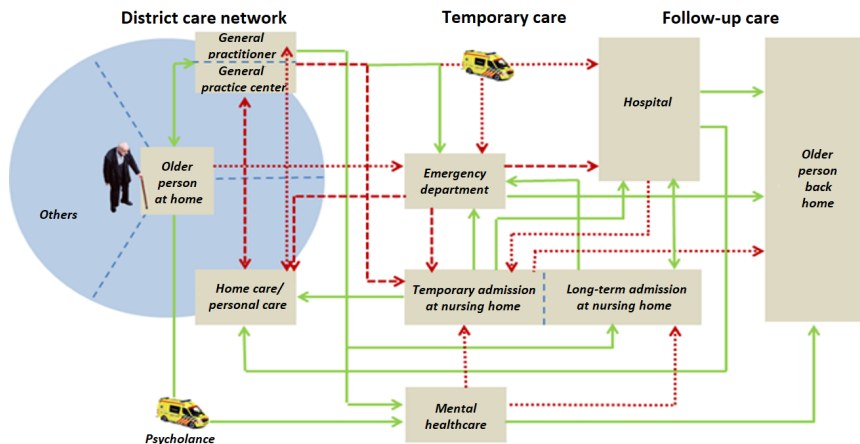 District care network
Temporary care
Follow-up care
General
practitioner
General
practice center
Hospital
Older
person
at home
Others
Emergency
department
Older
person
back
home
Home care/
personal care
Temporary admission
at nursing home
Long-term admission
at nursing home
Mental
healthcare
Psycholance